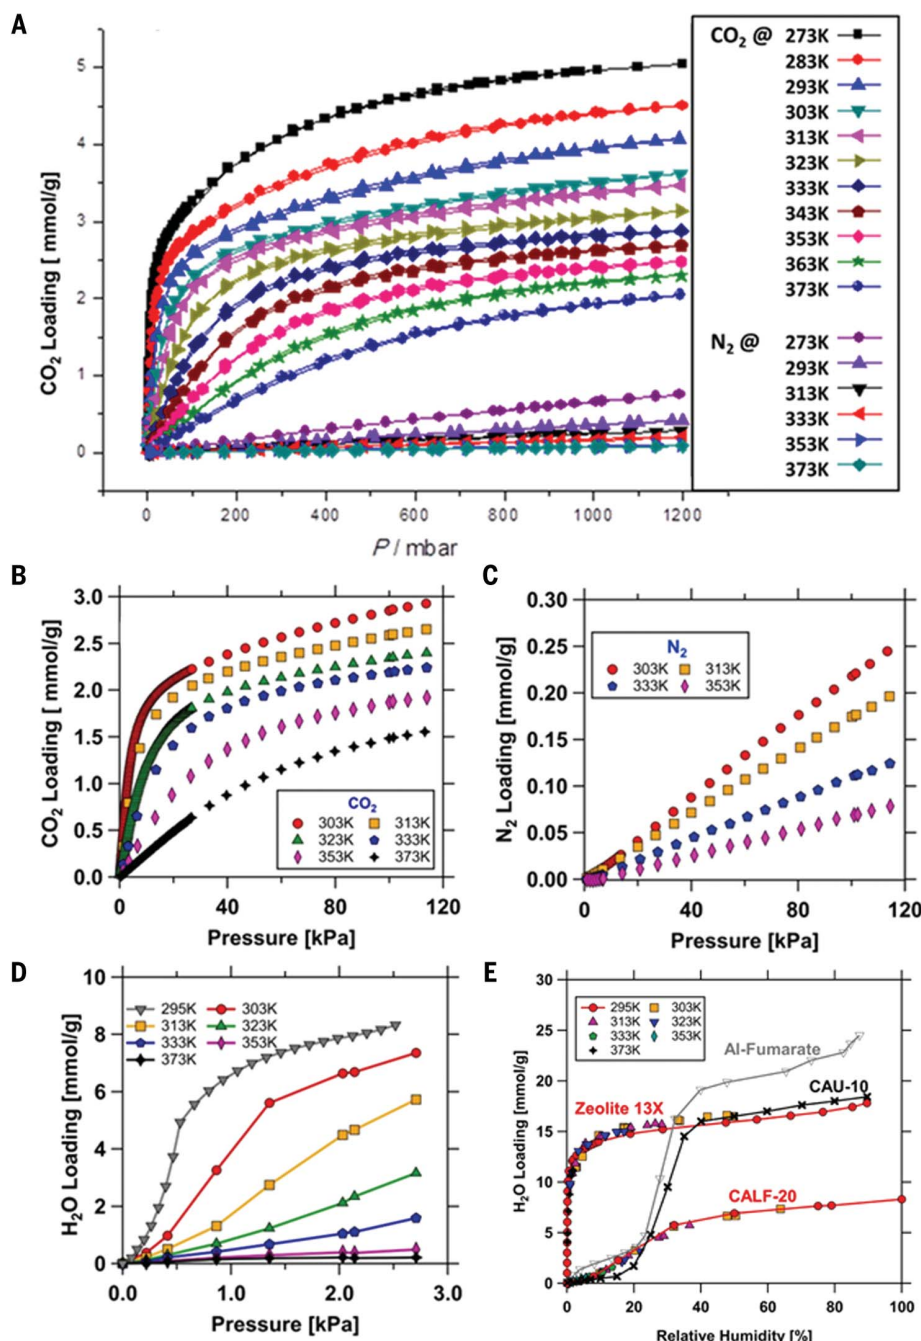 A
CO₂ Loading [ mmol/g]
5
4
3
2
1
0
0 200 400 600 800 1000 1200
P / mbar
CO₂ @ 273K
283K
293K
303K
313K
323K
333K
343K
353K
363K
373K
N₂ @ 273K
293K
313K
333K
353K
373K
B
CO₂ Loading [mmol/g]
3.0
2.5
2.0
1.5
1.0
0.5
0.0
CO₂
303K 313K
323K 333K
353K 373K
0 40 80 120
Pressure [kPa]
C
N₂ Loading [mmol/g]
0.30
0.25
0.20
0.15
0.10
0.05
0.00
N₂
303K 313K
333K 353K
0 40 80 120
Pressure [kPa]
D
H₂O Loading [mmol/g]
10
8
6
4
2
0
295K 303K
313K 323K
333K 353K
373K
0.0 1.0 2.0 3.0
Pressure [kPa]
E
H₂O Loading [mmol/g]
30
25
20
15
10
5
0
295K 303K
313K 323K
333K 353K
373K
Al-Fumarate
CAU-10
Zeolite 13X
CALF-20
0 20 40 60 80 100
Relative Humidity [%]